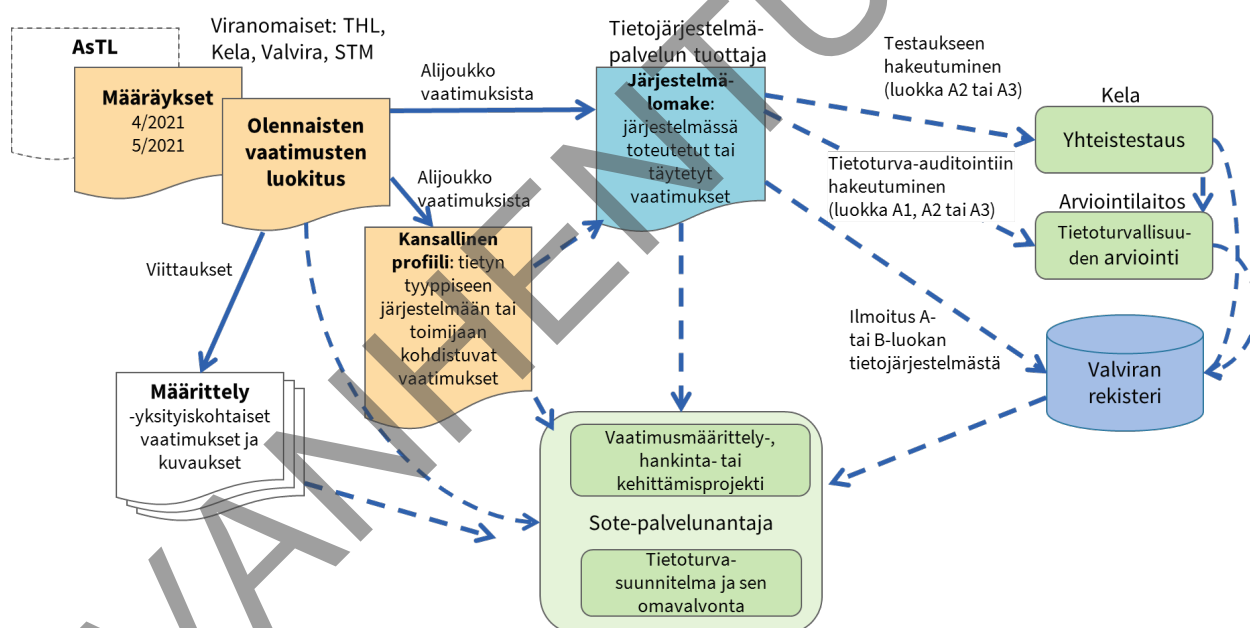 AsTL
Viranomaiset: THL,
Kela, Valvira, STM
Määräykset
4/2021
5/2021
Olennaisten
vaatimusten
luokitus
Alijoukko
vaatimuksista
Alijoukko
vaatimuksista
Viittaukset
Kansallinen
profiili: tietyn
tyyppiseen
järjestelmään tai
toimijaan
kohdistuvat
vaatimukset
Määrittely
-yksityiskohtaiset
vaatimukset ja
kuvaukset
Tietojärjestelmä-
palvelun tuottaja
Järjestelmä-
lomake:
järjestelmässä
toteutetut tai
täytetyt
vaatimukset
Testaukseen
hakeutuminen
(luokka A2 tai A3)
Tietoturva-auditointiin
hakeutuminen
(luokka A1, A2 tai A3)
Ilmoitus A-
tai B-luokan
tietojärjestelmästä
Kela
Yhteistestaus
Arviointilaitos
Tietoturvallisuu-
den arviointi
Valviran
rekisteri
Vaatimusmäärittely-,
hankinta- tai
kehittämisprojekti
Sote-palvelunantaja
Tietoturva-
suunnitelma ja sen
omavalvonta
VANHENTU